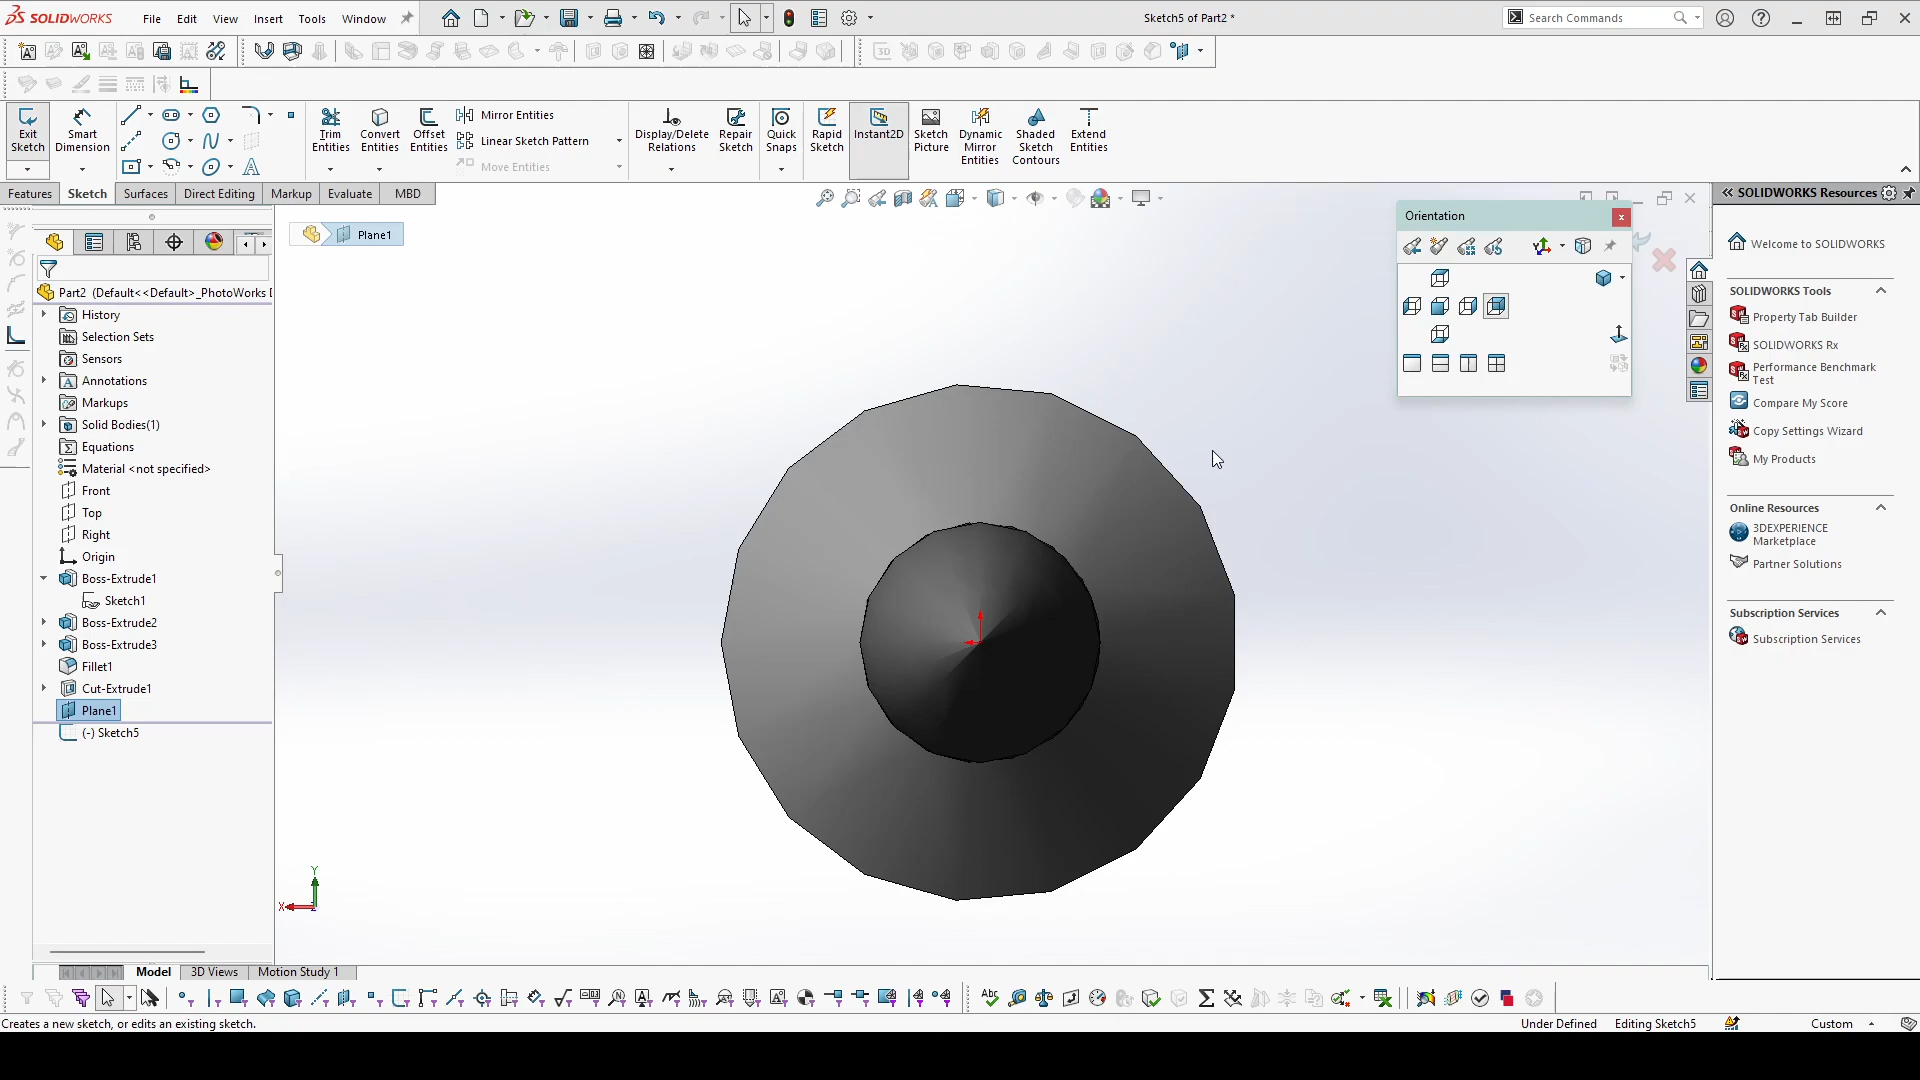 SOLIDWORKS
File
Edit
View
Insert
Tools
Window
Sketch5 of Part2 *
Search Commands
Exit Sketch
Smart Dimension
Trim Entities
Convert Entities
Offset Entities
Mirror Entities
Linear Sketch Pattern
Move Entities
Display/Delete Relations
Repair Sketch
Quick Snaps
Rapid Sketch
Instant2D
Sketch Picture
Dynamic Mirror Entities
Shaded Sketch Contours
Extend Entities
Features
Sketch
Surfaces
Direct Editing
Markup
Evaluate
MBD
Plane1
Part2 (Default<<Default>_PhotoWorks
History
Selection Sets
Sensors
Annotations
Markups
Solid Bodies(1)
Equations
Material <not specified>
Front
Top
Right
Origin
Boss-Extrude1
Sketch1
Boss-Extrude2
Boss-Extrude3
Fillet1
Cut-Extrude1
Plane1
(-) Sketch5
Orientation
SOLIDWORKS Resources
Welcome to SOLIDWORKS
SOLIDWORKS Tools
Property Tab Builder
SOLIDWORKS Rx
Performance Benchmark
Test
Compare My Score
Copy Settings Wizard
My Products
Online Resources
3DEXPERIENCE
Marketplace
Partner Solutions
Subscription Services
Subscription Services
Y
X
Z
Model
3D Views
Motion Study 1
Creates a new sketch, or edits an existing sketch.
Under Defined
Editing Sketch5
Custom